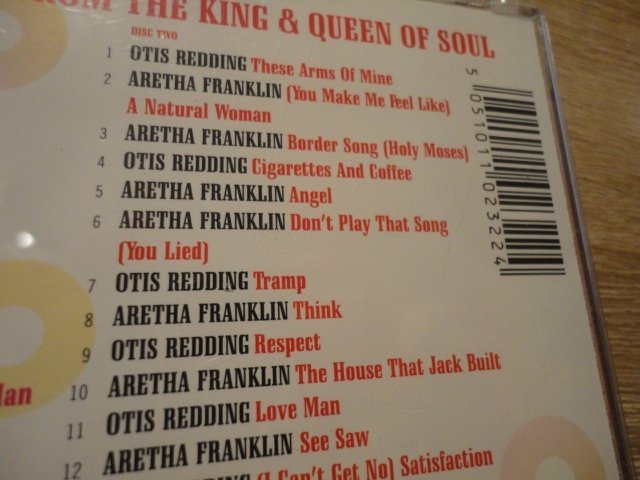 FROM THE KING & QUEEN OF SOUL
DISC TWO
1 OTIS REDDING These Arms Of Mine
2 ARETHA FRANKLIN (You Make Me Feel Like)
A Natural Woman
3 ARETHA FRANKLIN Border Song (Holy Moses)
4 OTIS REDDING Cigarettes And Coffee
5 ARETHA FRANKLIN Angel
6 ARETHA FRANKLIN Don't Play That Song
(You Lied)
7 OTIS REDDING Tramp
8 ARETHA FRANKLIN Think
9 OTIS REDDING Respect
10 ARETHA FRANKLIN The House That Jack Built
11 OTIS REDDING Love Man
12 ARETHA FRANKLIN See Saw
REDDING (I Can't Get No) Satisfaction
Man
5 051011 023224